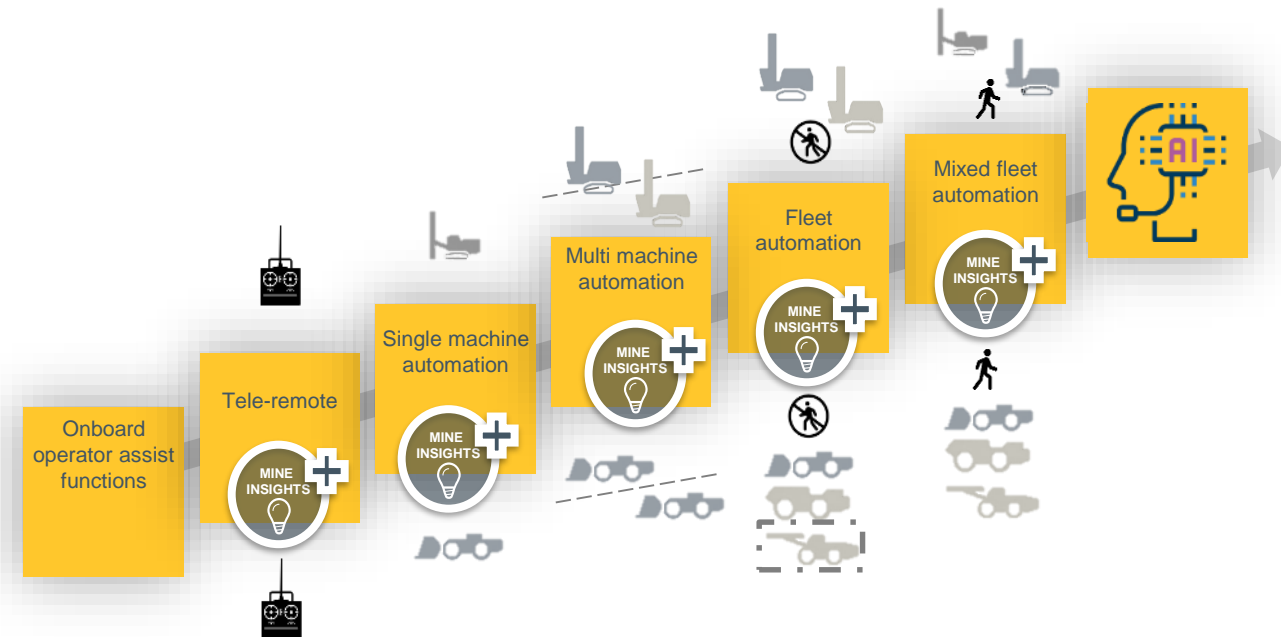 Onboard
operator assist
functions
Tele-remote
MINE
INSIGHTS
Single machine
automation
MINE
INSIGHTS
Multi machine
automation
MINE
INSIGHTS
Fleet
automation
MINE
INSIGHTS
Mixed fleet
automation
MINE
INSIGHTS
AI